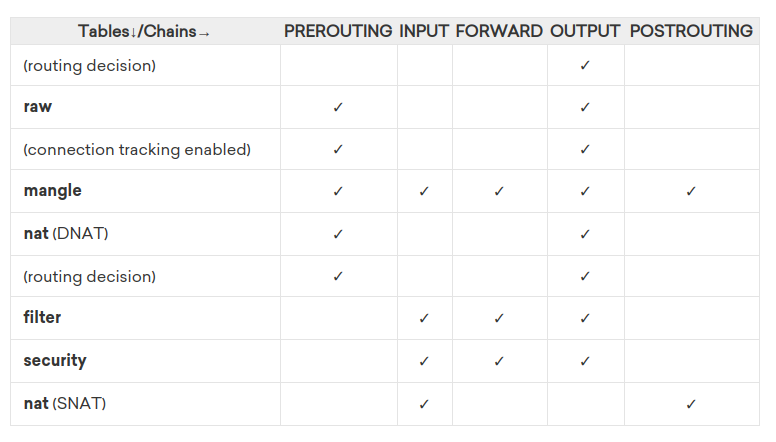 Tables↓/Chains→ PREROUTING INPUT FORWARD OUTPUT POSTROUTING
(routing decision) ✓
raw ✓ ✓
(connection tracking enabled) ✓ ✓
mangle ✓ ✓ ✓ ✓ ✓
nat (DNAT) ✓ ✓
(routing decision) ✓ ✓
filter ✓ ✓ ✓
security ✓ ✓ ✓
nat (SNAT) ✓ ✓